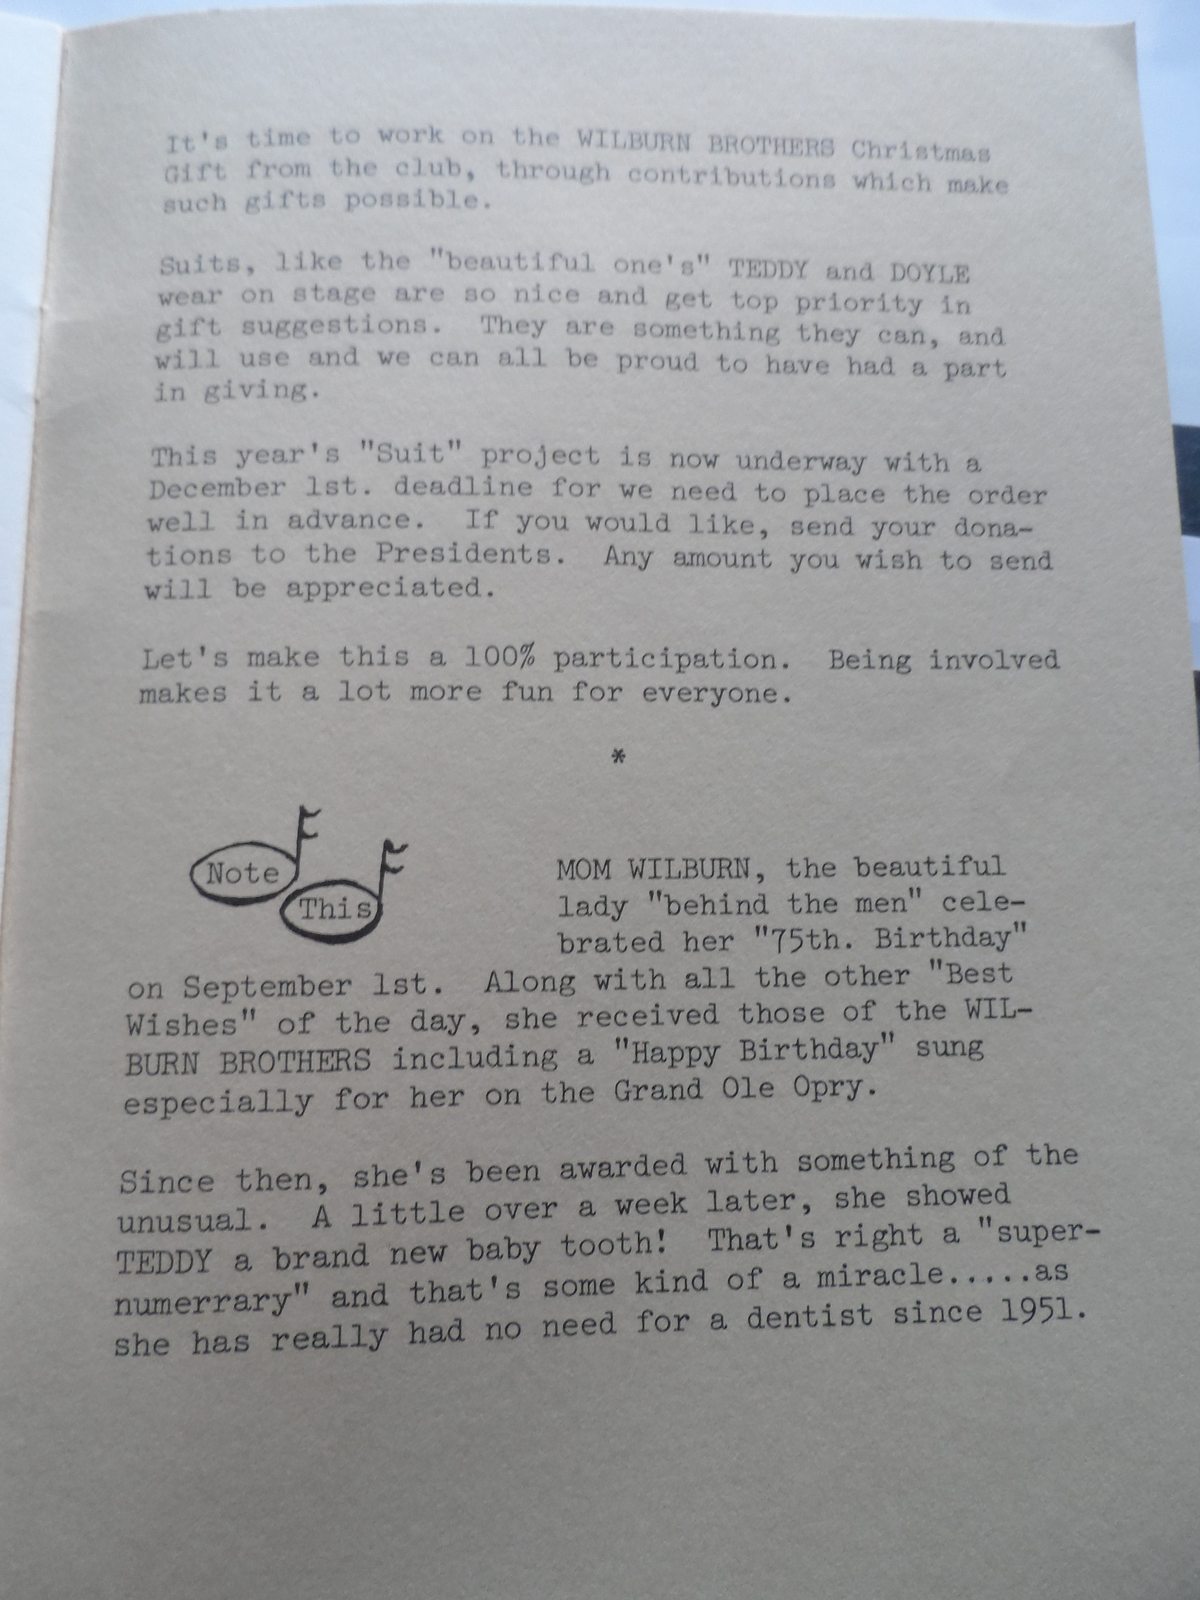 It's time to work on the WILBURN BROTHERS Christmas
Gift from the club, through contributions which make
such gifts possible.
Suits, like the "beautiful one's" TEDDY and DOYLE
wear on stage are so nice and get top priority in
gift suggestions. They are something they can, and
will use and we can all be proud to have had a part
in giving.
This year's "Suit" project is now underway with a
December 1st. deadline for we need to place the order
well in advance. If you would like, send your dona-
tions to the Presidents. Any amount you wish to send
will be appreciated.
Let's make this a 100% participation. Being involved
makes it a lot more fun for everyone.
*
Note
This
MOM WILBURN, the beautiful
lady "behind the men" cele-
brated her "75th. Birthday"
on September 1st. Along with all the other "Best
Wishes" of the day, she received those of the WIL-
BURN BROTHERS including a "Happy Birthday" sung
especially for her on the Grand Ole Opry.
Since then, she's been awarded with something of the
unusual. A little over a week later, she showed
TEDDY a brand new baby tooth! That's right a "super-
numerrary" and that's some kind of a miracle.....as
she has really had no need for a dentist since 1951.